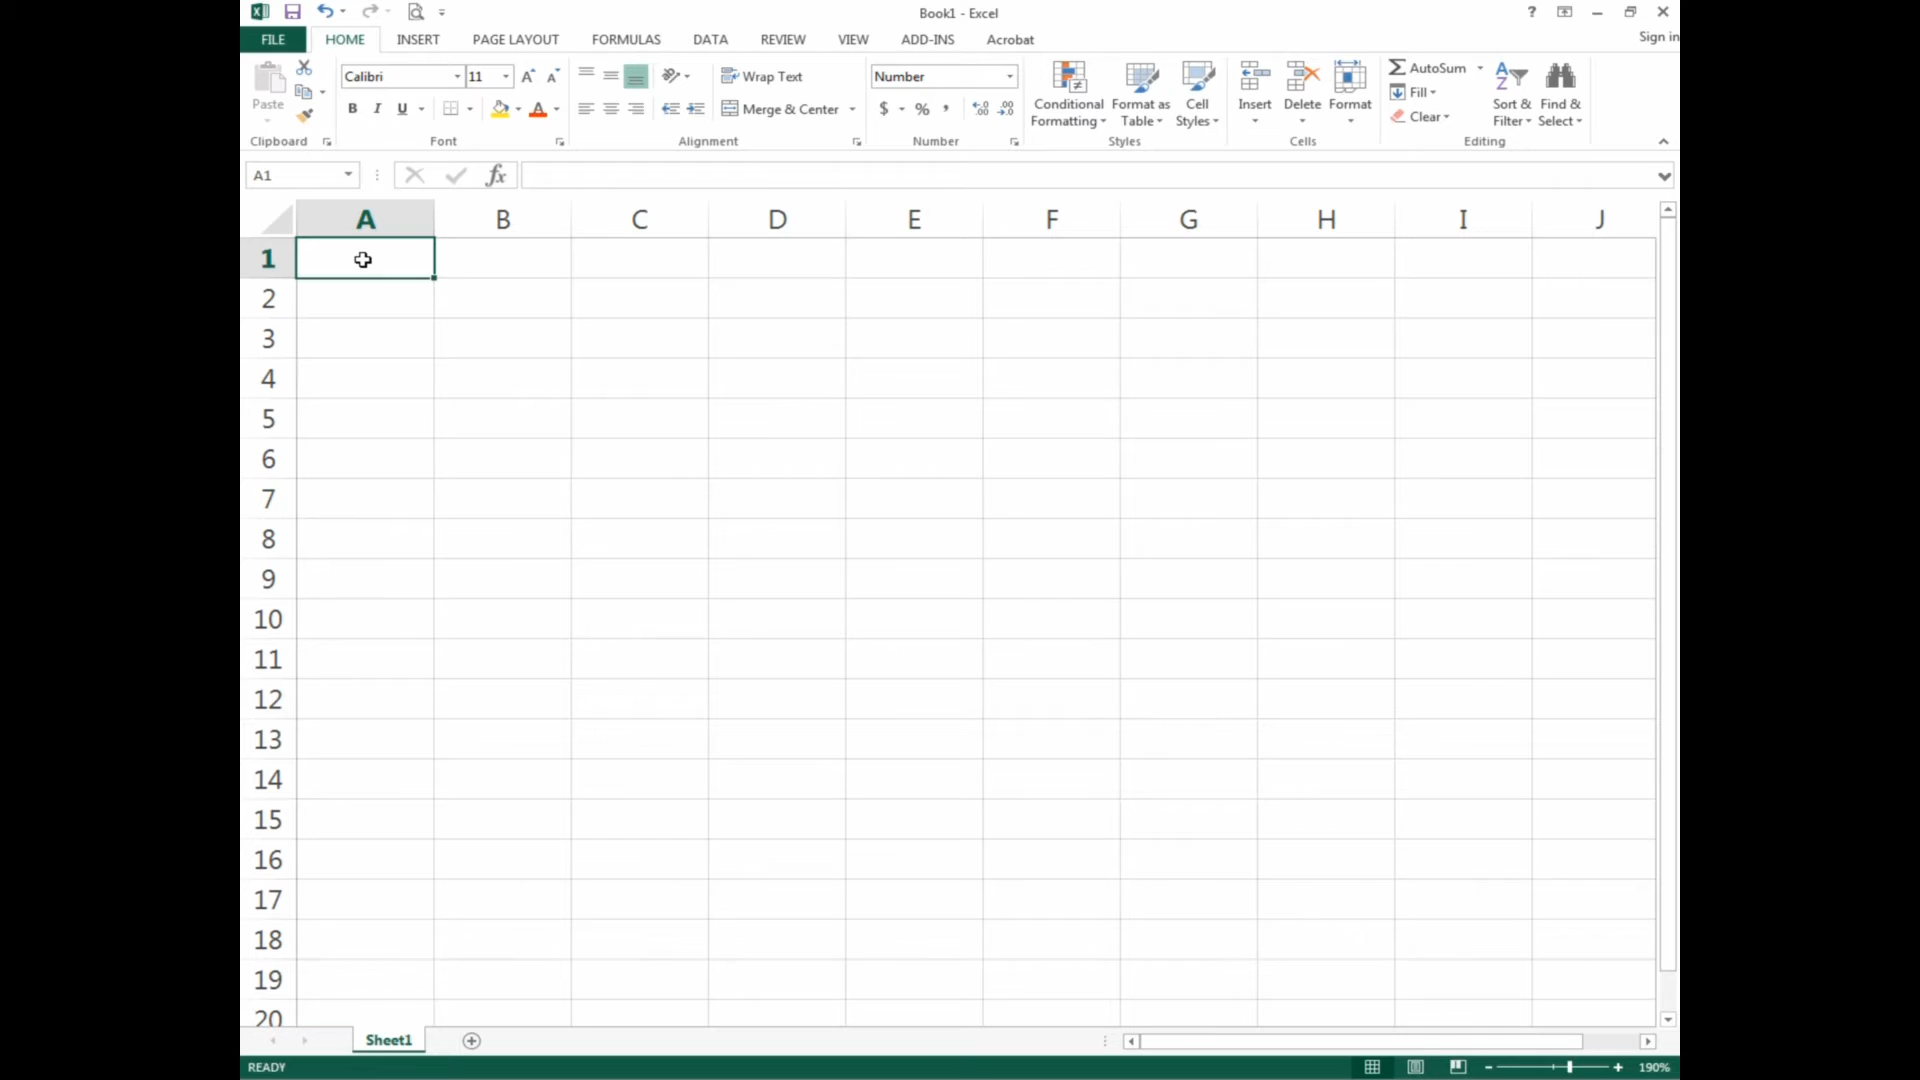 Book1 - Excel
?
Sign in
FILE HOME INSERT PAGE LAYOUT FORMULAS DATA REVIEW VIEW ADD-INS Acrobat
Paste
Calibri 11
B I U
Wrap Text
Merge & Center
Number
$ % ,
Conditional Formatting
Format as Table
Cell Styles
Insert
Delete
Format
AutoSum
Fill
Clear
Sort & Filter
Find & Select
Clipboard Font Alignment Number Styles Cells Editing
A1 fx
A B C D E F G H I J
1
2
3
4
5
6
7
8
9
10
11
12
13
14
15
16
17
18
19
20
Sheet1
READY 190%